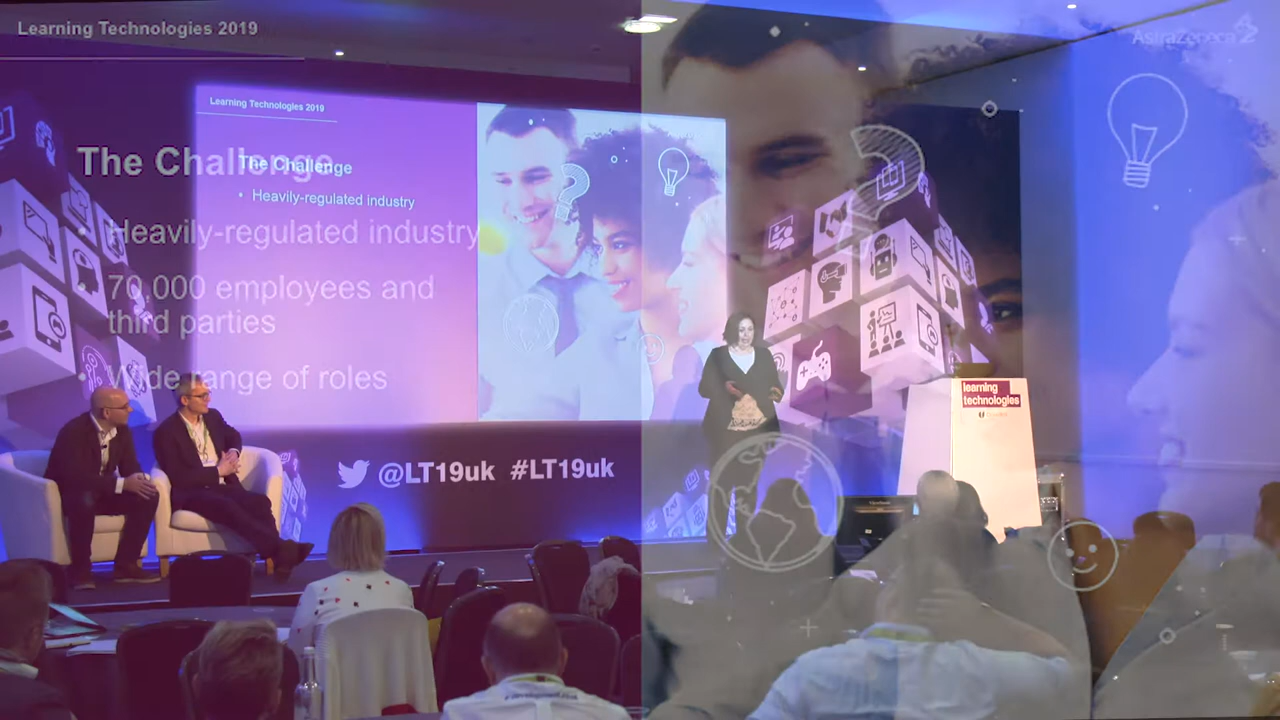 Learning Technologies 2019
AstraZeneca
Learning Technologies 2019
The Challenge
The Challenge
• Heavily-regulated industry
• Heavily-regulated industry
• 70,000 employees and
third parties
• Wide range of roles
learning
technologies
@LT19uk #LT19uk